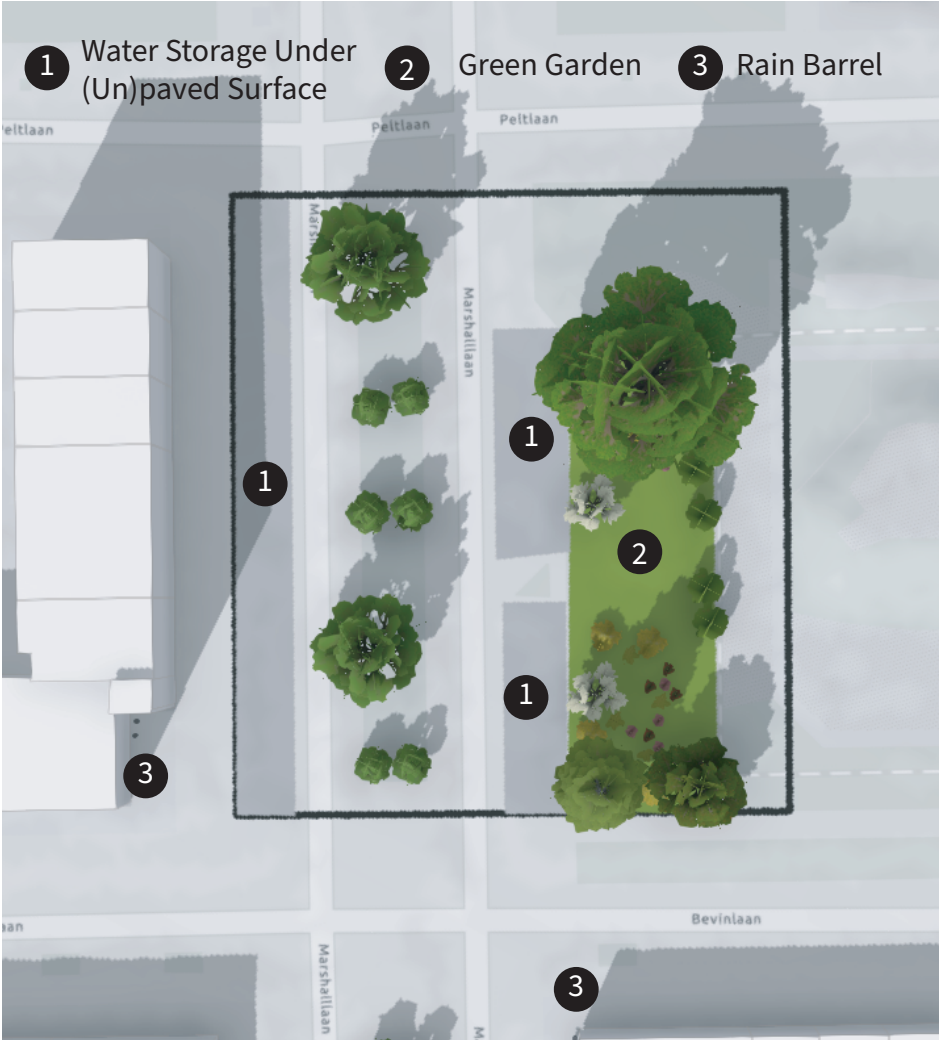 1 Water Storage Under
(Un)paved Surface
2 Green Garden
3 Rain Barrel
Peltlaan
Peltlaan
Peltlaan
Marshalllaan
1
1
2
1
3
Bevinlaan
Marshalllaan
3